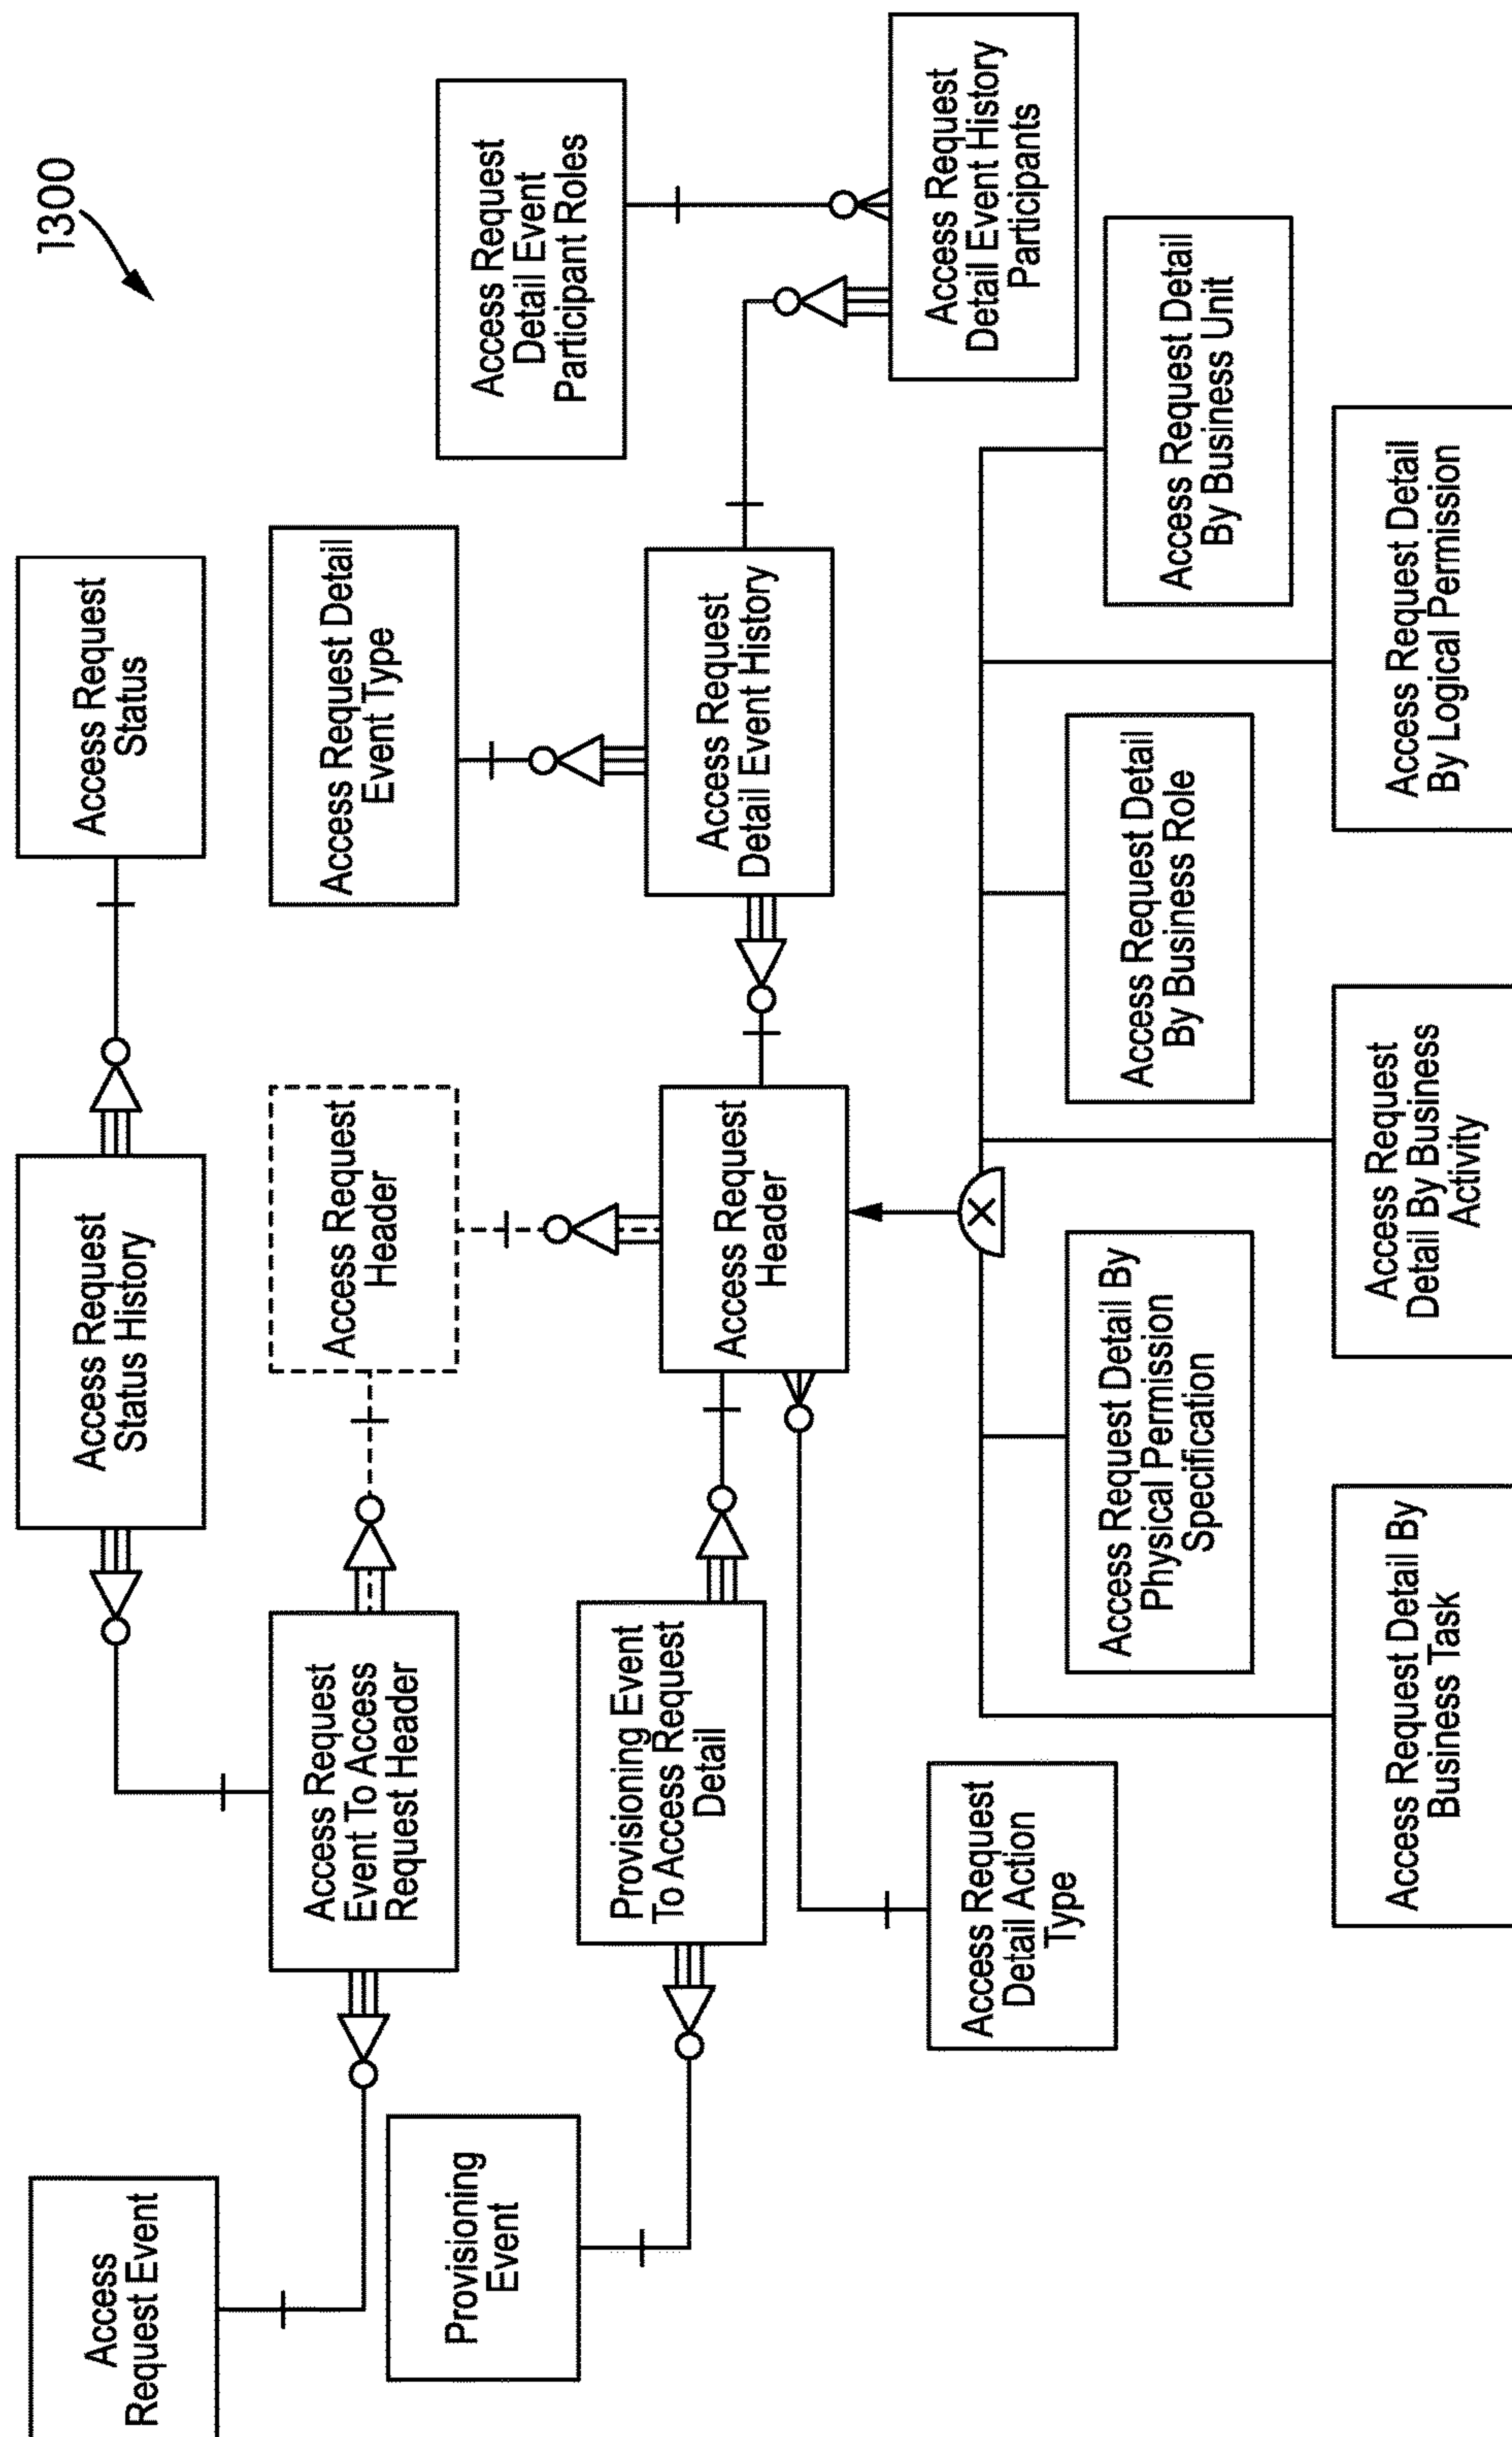 1300
Access
Request Event
Access Request
Event To Access
Request Header
Access Request
Status History
Access Request
Status
Access Request
Header
Access Request Detail
Event Type
Provisioning
Event
Provisioning Event
To Access Request
Detail
Access Request
Header
Access Request
Detail Event History
Access Request
Detail Event
Participant Roles
Access Request
Detail Event History
Participants
Access Request
Detail Action
Type
Access Request Detail By
Physical Permission
Specification
Access Request Detail
By Business Role
Access Request Detail
By Business Unit
Access Request Detail By
Business Task
Access Request
Detail By Business
Activity
Access Request Detail
By Logical Permission